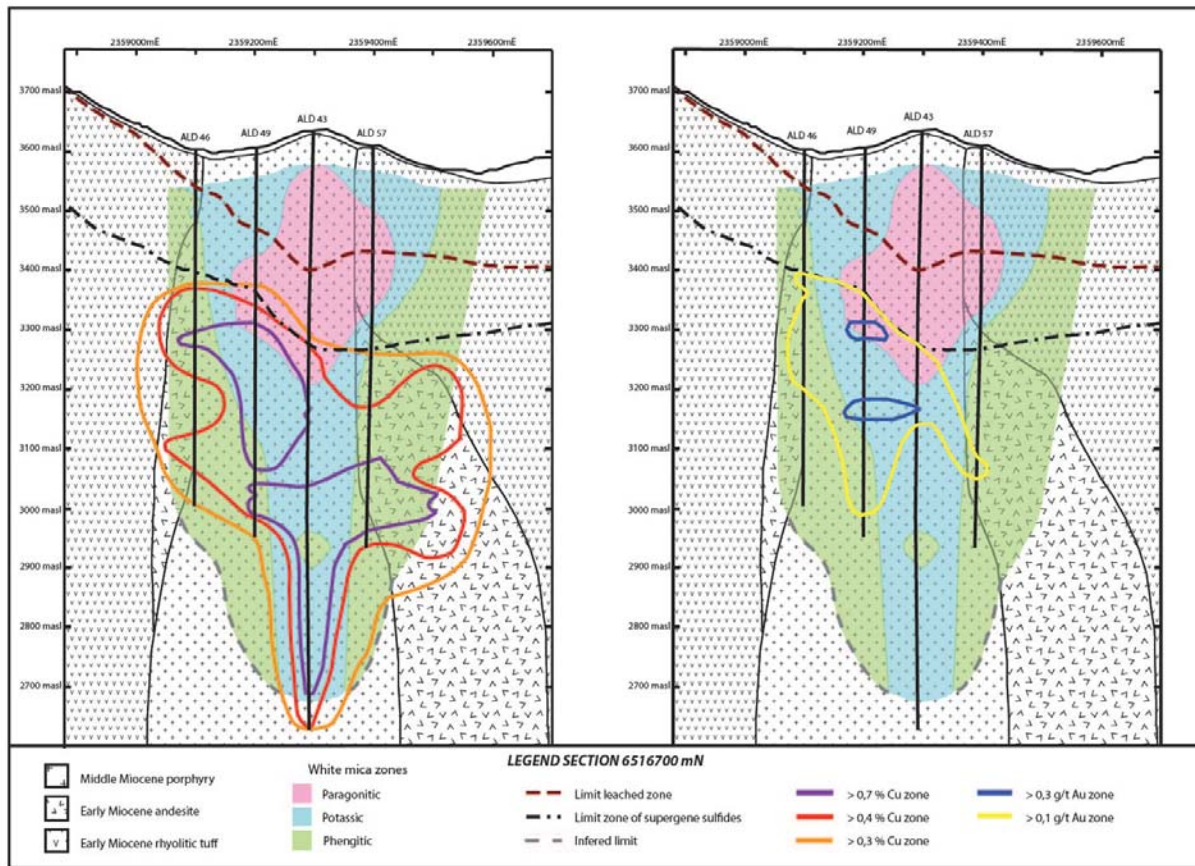 2359000mE 2359200mE 2359400mE 2359600mE
3700 masl
3600 masl
3500 masl
3400 masl
3300 masl
3200 masl
3100 masl
3000 masl
2900 masl
2800 masl
2700 masl
ALD 46
ALD 49
ALD 43
ALD 57
2359000mE 2359200mE 2359400mE 2359600mE
3700 masl
3600 masl
3500 masl
3400 masl
3300 masl
3200 masl
3100 masl
3000 masl
2900 masl
2800 masl
2700 masl
ALD 46
ALD 49
ALD 43
ALD 57
LEGEND SECTION 6516700 mN
Middle Miocene porphyry
Early Miocene andesite
Early Miocene rhyolitic tuff
White mica zones
Paragonitic
Potassic
Phengitic
Limit leached zone
Limit zone of supergene sulfides
Infered limit
> 0,7 % Cu zone
> 0,4 % Cu zone
> 0,3 % Cu zone
> 0,3 g/t Au zone
> 0,1 g/t Au zone